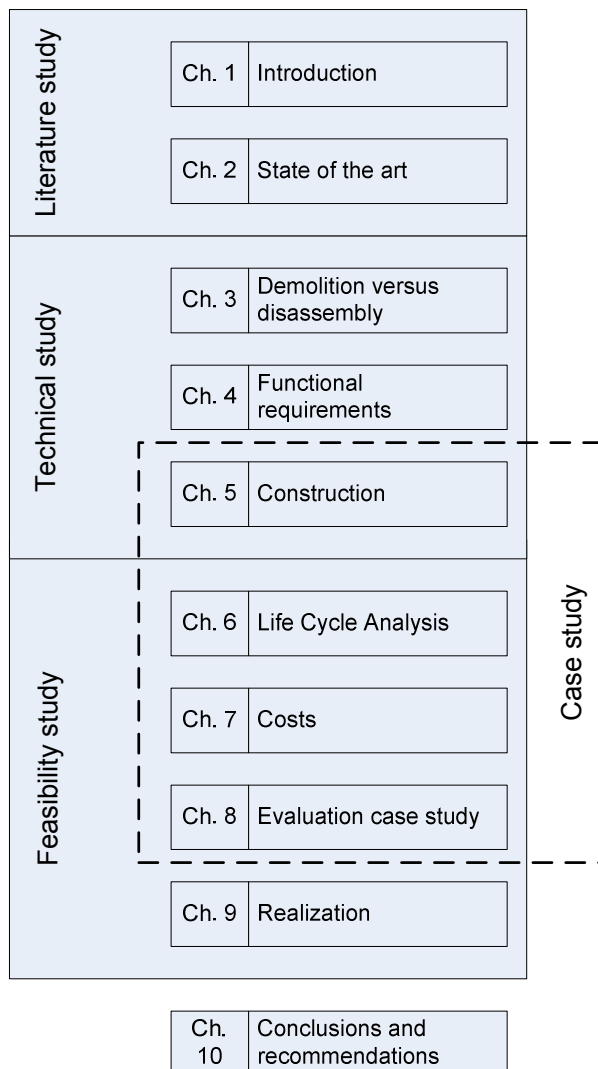 Literature study
Ch. 1 Introduction
Ch. 2 State of the art
Technical study
Ch. 3 Demolition versus
disassembly
Ch. 4 Functional
requirements
Ch. 5 Construction
Feasibility study
Ch. 6 Life Cycle Analysis
Ch. 7 Costs
Ch. 8 Evaluation case study
Ch. 9 Realization
Case study
Ch. 10 Conclusions and
recommendations